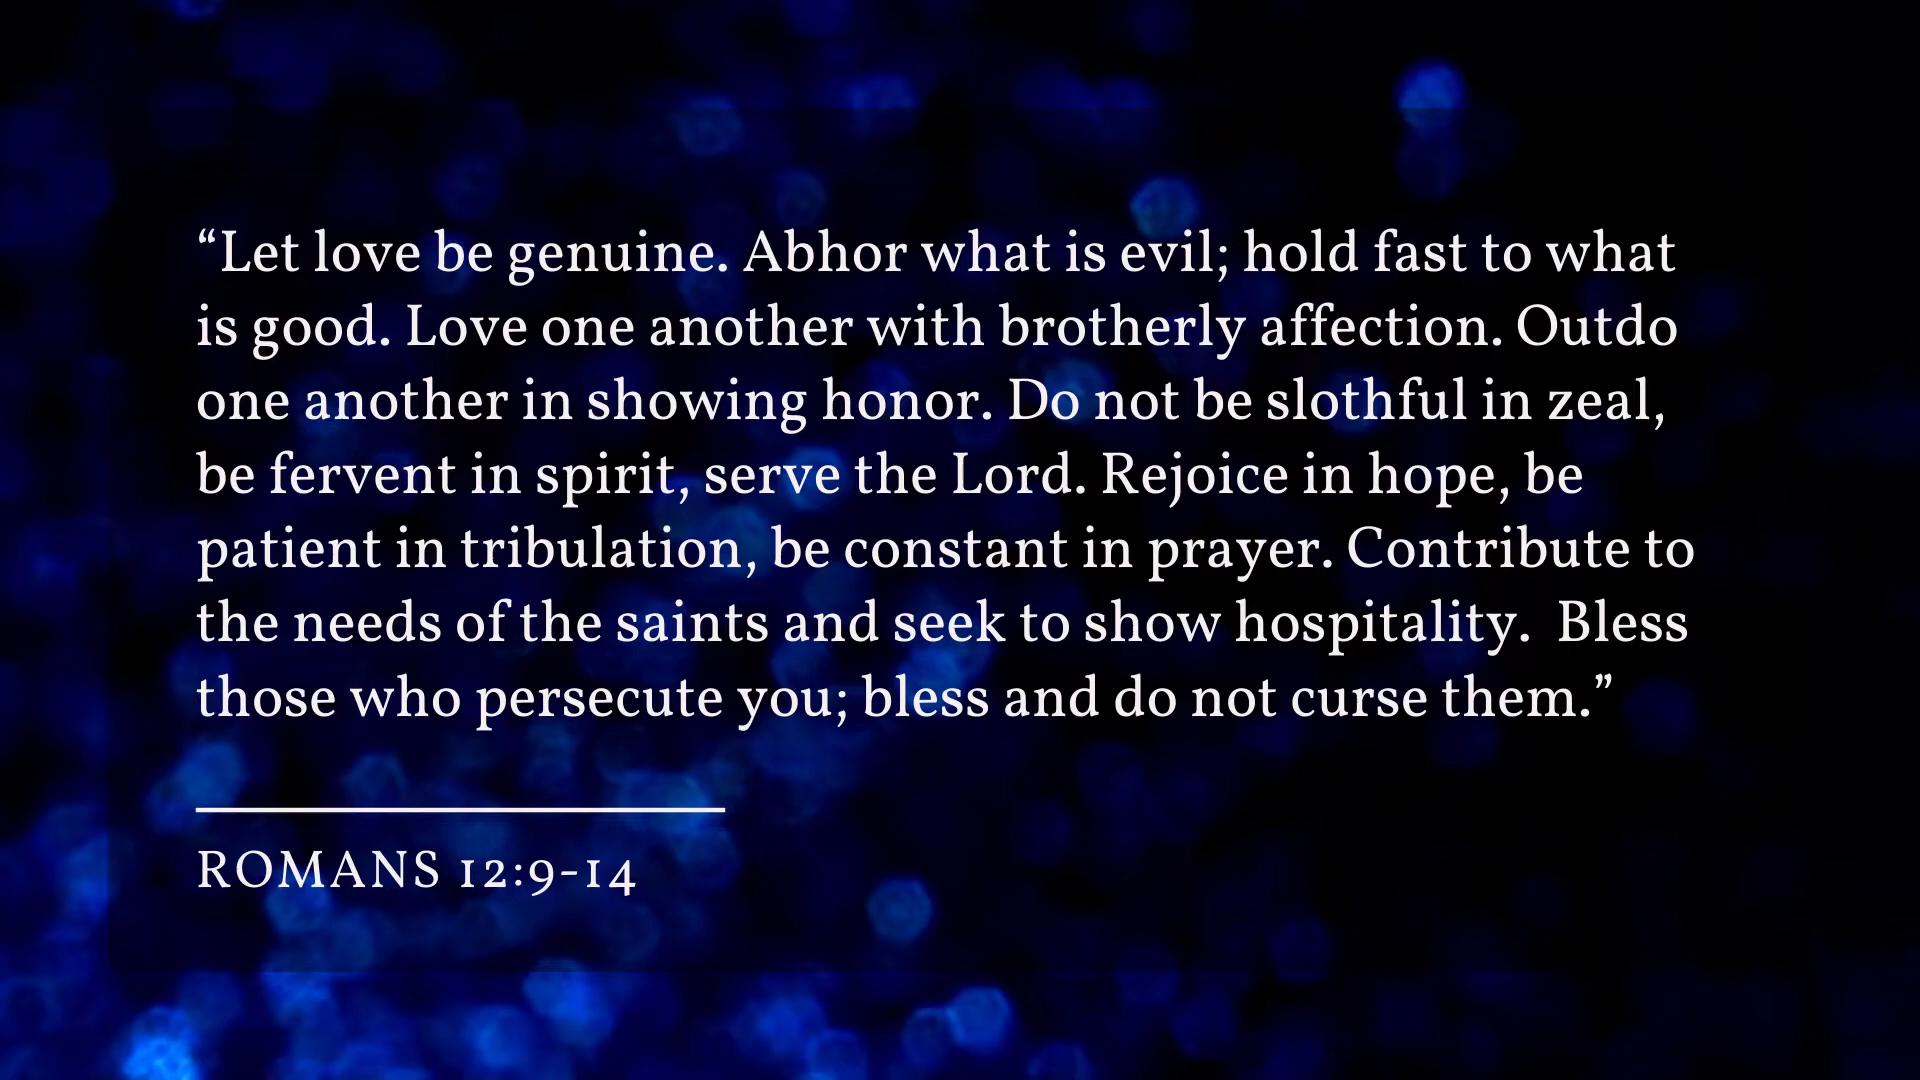 “Let love be genuine. Abhor what is evil; hold fast to what
is good. Love one another with brotherly affection. Outdo
one another in showing honor. Do not be slothful in zeal,
be fervent in spirit, serve the Lord. Rejoice in hope, be
patient in tribulation, be constant in prayer. Contribute to
the needs of the saints and seek to show hospitality.  Bless
those who persecute you; bless and do not curse them.”
ROMANS 12:9-14